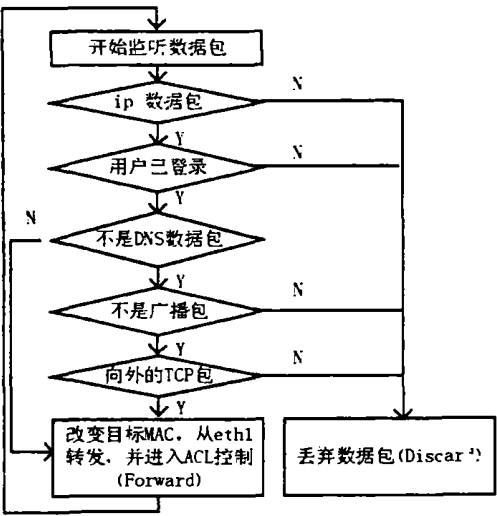 开始监听数据包
N
ip 数据包
Y
N
用户已登录
Y
N
不是DNS数据包
Y
N
不是广播包
Y
N
向外的TCP包
Y
改变目标MAC，从eth1
转发，并进入ACL控制
(Forward)
丢弃数据包